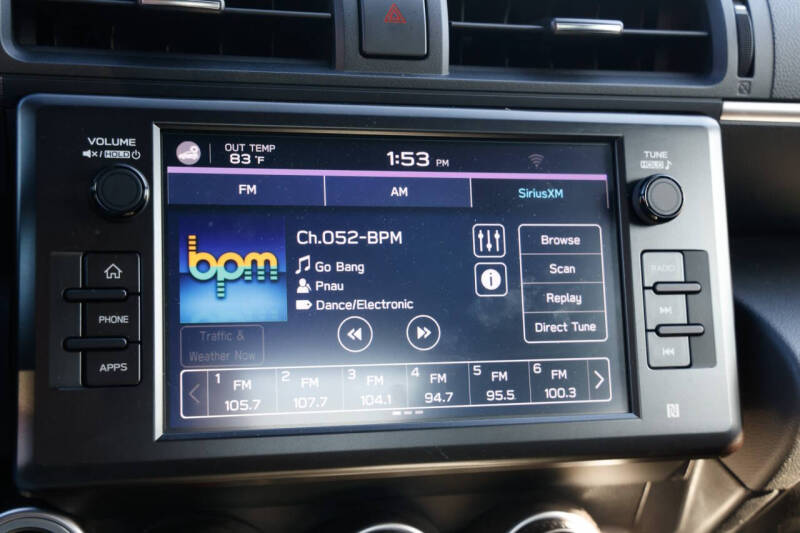 VOLUME
HOLD
OUT TEMP
83 °F
1:53 PM
TUNE
HOLD
FM
AM
SiriusXM
bpm
Ch.052-BPM
Go Bang
Pnau
Dance/Electronic
Browse
Scan
Replay
Direct Tune
Traffic &
Weather Now
PHONE
APPS
RADIO
1 FM
105.7
2 FM
107.7
3 FM
104.1
4 FM
94.7
5 FM
95.5
6 FM
100.3